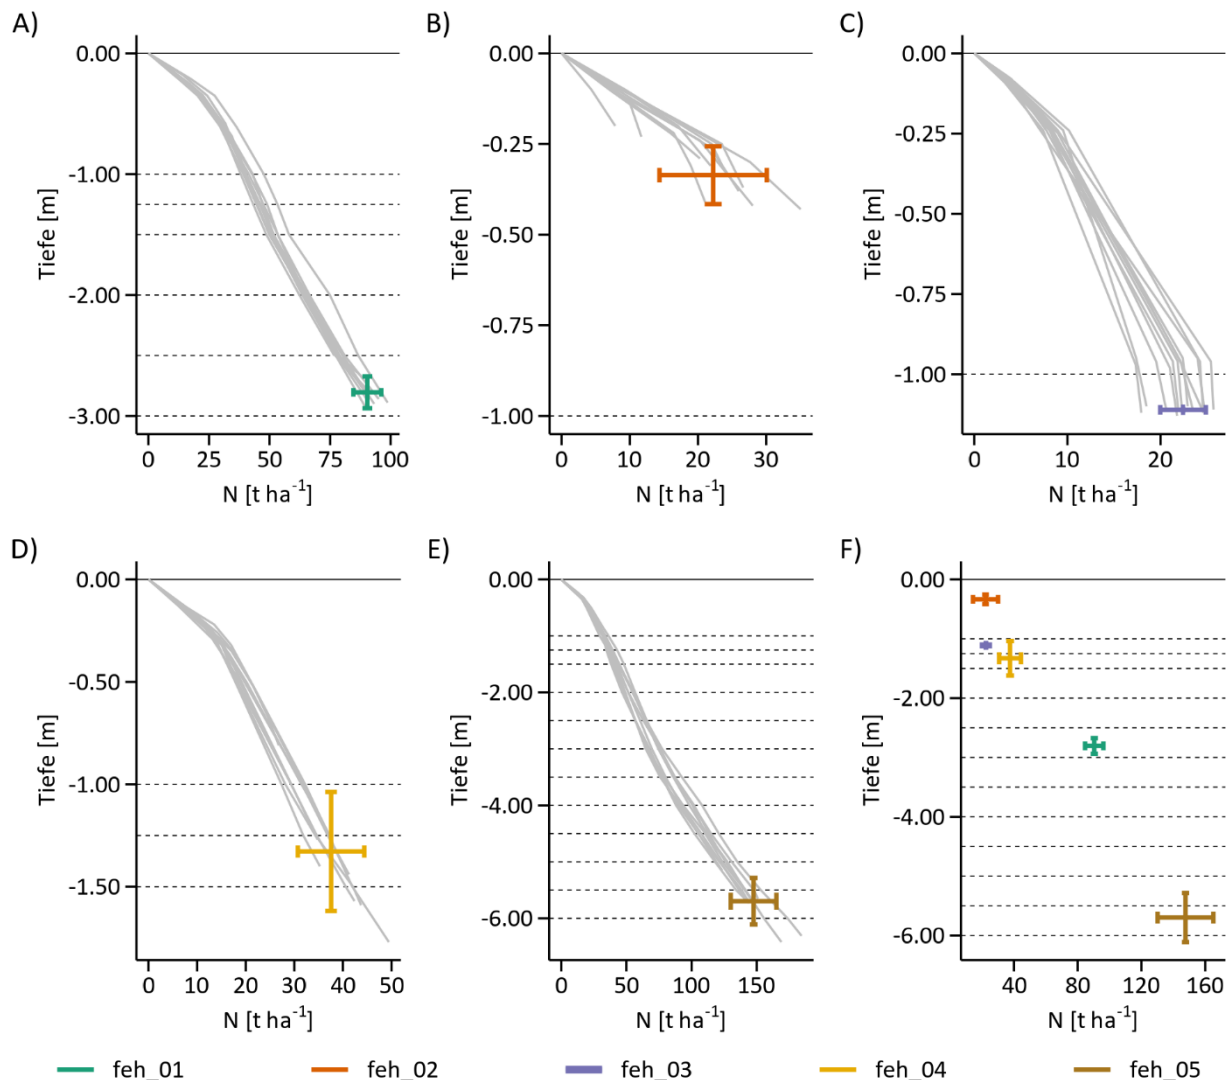 A)
Tiefe [m]
0.00
-1.00
-2.00
-3.00
0 25 50 75 100
N [t ha⁻¹]
B)
Tiefe [m]
0.00
-0.25
-0.50
-0.75
-1.00
0 10 20 30
N [t ha⁻¹]
C)
Tiefe [m]
0.00
-0.25
-0.50
-0.75
-1.00
0 10 20
N [t ha⁻¹]
D)
Tiefe [m]
0.00
-0.50
-1.00
-1.50
0 10 20 30 40 50
N [t ha⁻¹]
E)
Tiefe [m]
0.00
-2.00
-4.00
-6.00
0 50 100 150
N [t ha⁻¹]
F)
Tiefe [m]
0.00
-2.00
-4.00
-6.00
40 80 120 160
N [t ha⁻¹]
feh_01 feh_02 feh_03 feh_04 feh_05